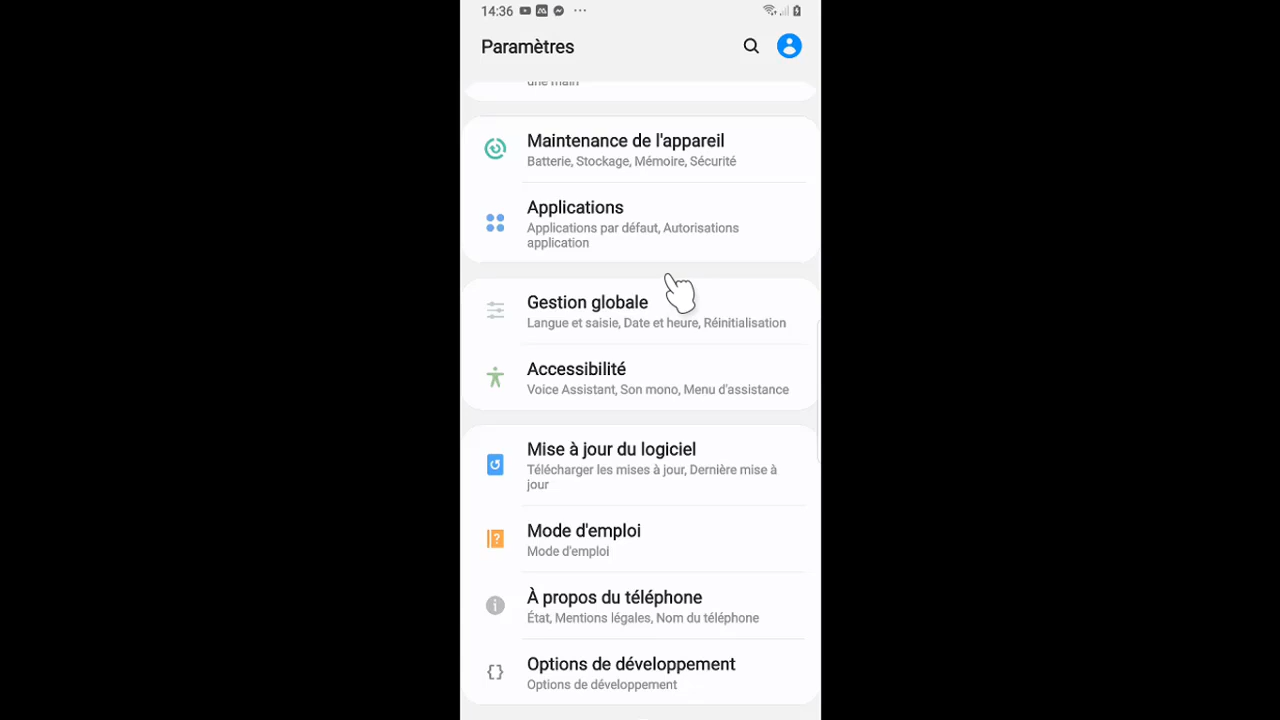 14:36
Paramètres
une main
Maintenance de l'appareil
Batterie, Stockage, Mémoire, Sécurité
Applications
Applications par défaut, Autorisations
application
Gestion globale
Langue et saisie, Date et heure, Réinitialisation
Accessibilité
Voice Assistant, Son mono, Menu d'assistance
Mise à jour du logiciel
Télécharger les mises à jour, Dernière mise à
jour
Mode d'emploi
Mode d'emploi
À propos du téléphone
État, Mentions légales, Nom du téléphone
Options de développement
Options de développement